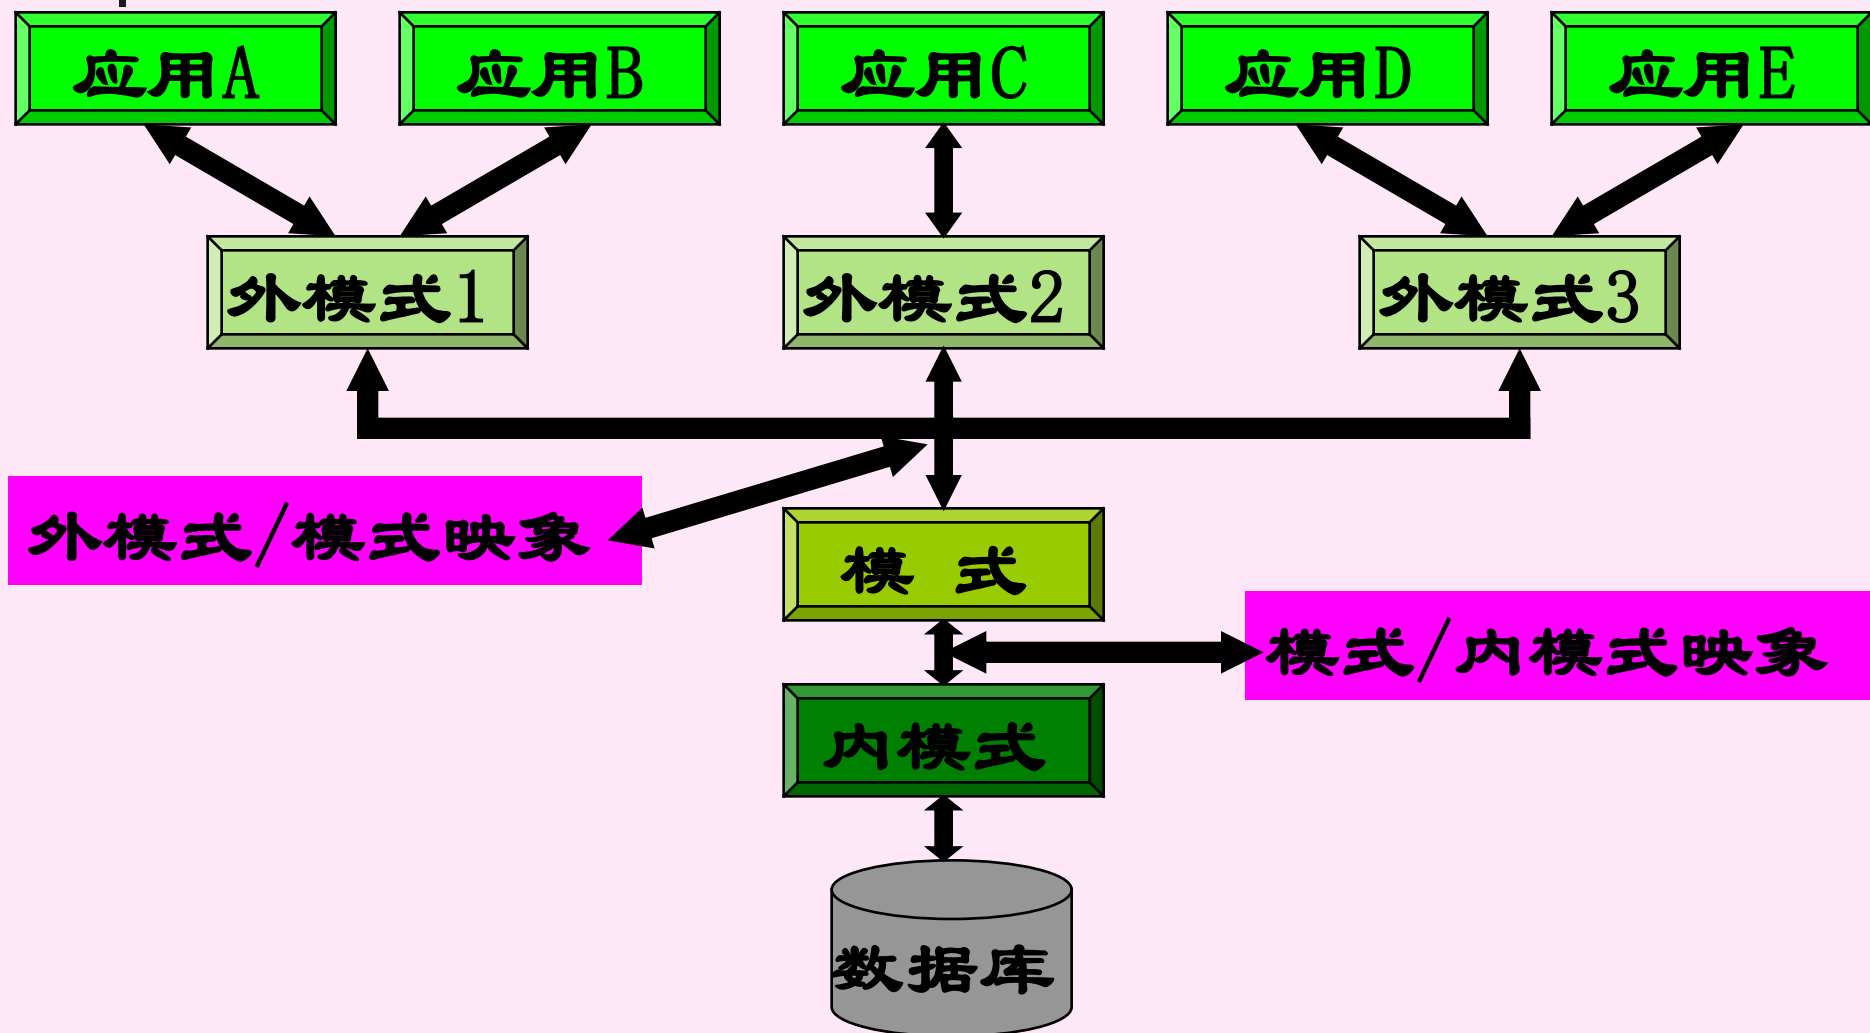 应用A
应用B
应用C
应用D
应用E
外模式1
外模式2
外模式3
外模式/模式映象
模 式
模式/内模式映象
内模式
数据库